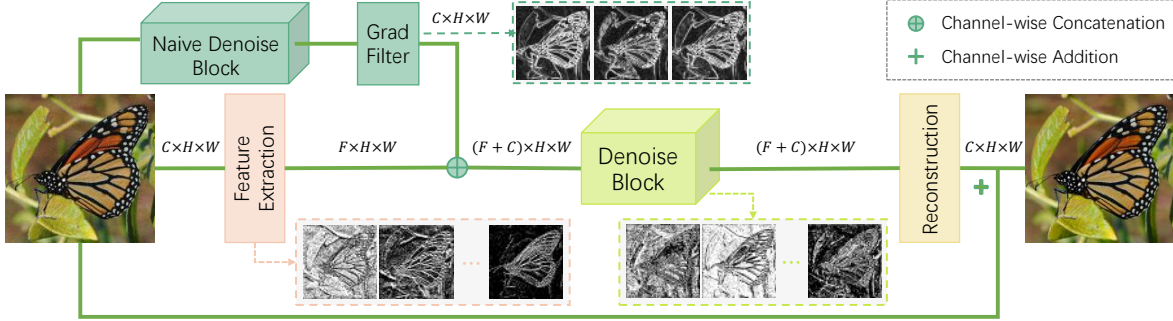 Naive Denoise
Block
Grad
Filter
C×H×W
Channel-wise Concatenation
Channel-wise Addition
C×H×W
Feature
Extraction
F×H×W
(F + C)×H×W
Denoise
Block
(F + C)×H×W
Reconstruction
C×H×W
...
...